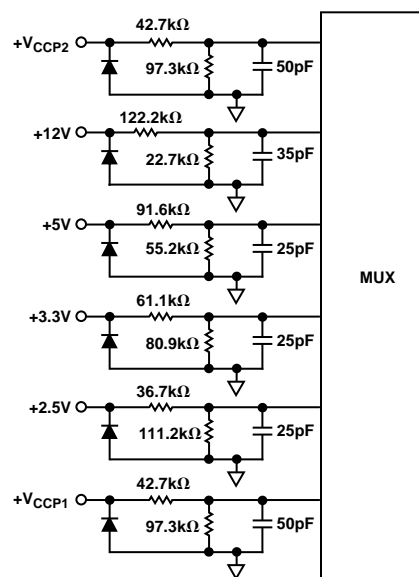 42.7kΩ
+VCCP2
97.3kΩ
50pF
122.2kΩ
+12V
22.7kΩ
35pF
91.6kΩ
+5V
55.2kΩ
25pF
MUX
61.1kΩ
+3.3V
80.9kΩ
25pF
36.7kΩ
+2.5V
111.2kΩ
25pF
42.7kΩ
+VCCP1
97.3kΩ
50pF